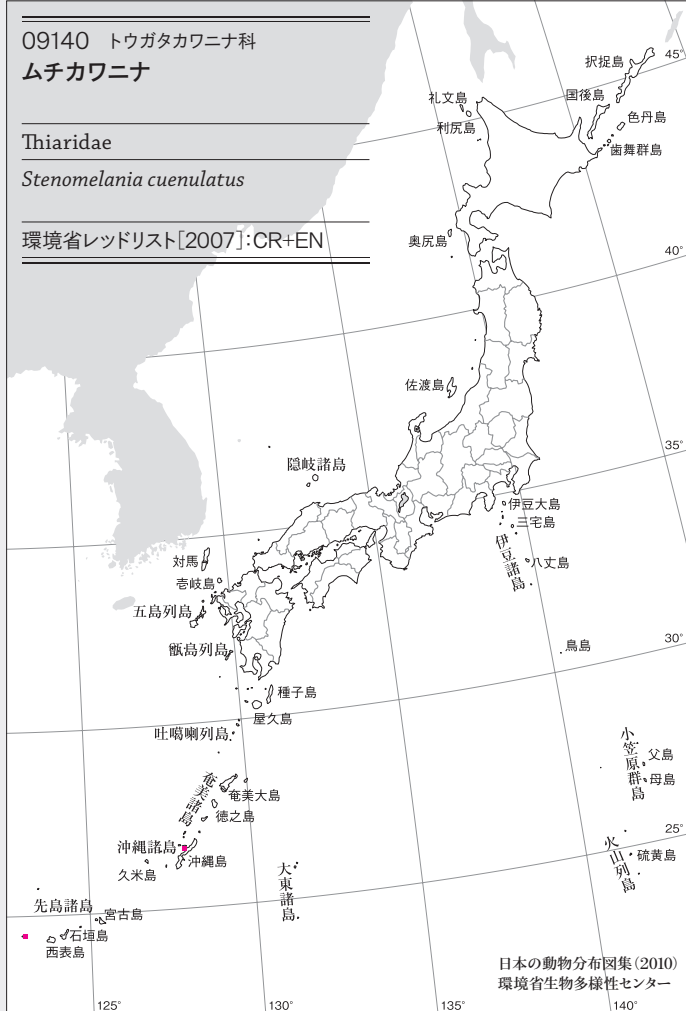 09140 トウガタカワニナ科
ムチカワニナ
Thiaridae
Stenomelania cuenulatus
環境省レッドリスト[2007]:CR+EN
択捉島
45°
国後島
礼文島
色丹島
利尻島
歯舞群島
奥尻島
40°
佐渡島
35°
隠岐諸島
伊豆大島
三宅島
伊豆諸島
八丈島
対馬
壱岐島
五島列島
甑島列島
鳥島
30°
種子島
屋久島
吐噶喇列島
小笠原群島
父島
母島
奄美諸島
奄美大島
徳之島
25°
沖縄諸島
沖縄島
久米島
火山列島
硫黄島
大東諸島
先島諸島
宮古島
石垣島
西表島
日本の動物分布図集(2010)
環境省生物多様性センター
125°
130°
135°
140°